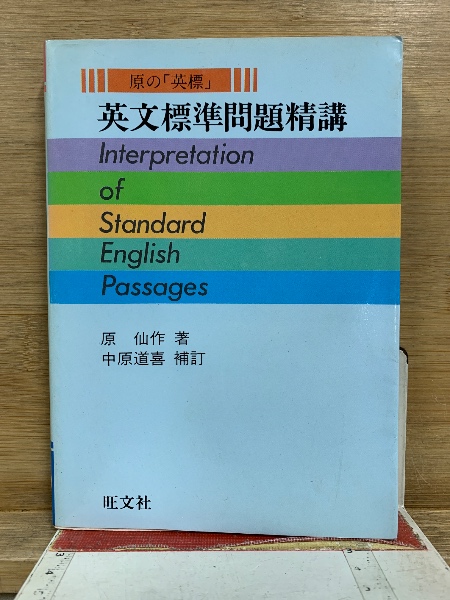 原の「英標」
英文標準問題精講
Interpretation
of
Standard
English
Passages
原 仙作 著
中原道喜 補訂
旺文社